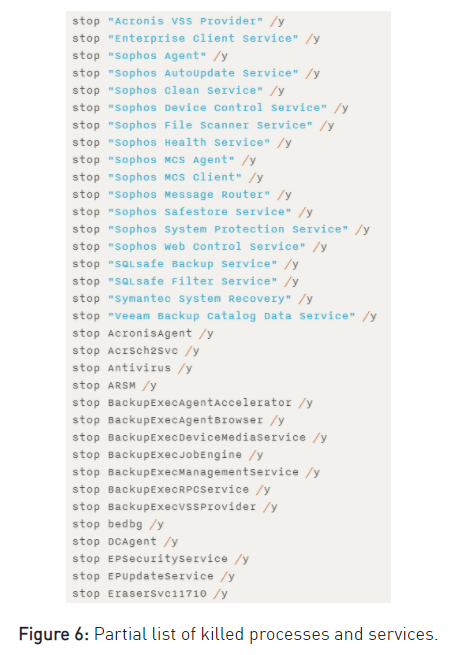 stop "Acronis VSS Provider" /y
stop "Enterprise Client Service" /y
stop "Sophos Agent" /y
stop "Sophos AutoUpdate Service" /y
stop "Sophos Clean Service" /y
stop "Sophos Device Control Service" /y
stop "Sophos File Scanner Service" /y
stop "Sophos Health Service" /y
stop "Sophos MCS Agent" /y
stop "Sophos MCS Client" /y
stop "Sophos Message Router" /y
stop "Sophos Safestore Service" /y
stop "Sophos System Protection Service" /y
stop "Sophos Web Control Service" /y
stop "SQLsafe Backup Service" /y
stop "SQLsafe Filter Service" /y
stop "Symantec System Recovery" /y
stop "Veeam Backup Catalog Data Service" /y
stop AcronisAgent /y
stop AcrSch2Svc /y
stop Antivirus /y
stop ARSM /y
stop BackupExecAgentAccelerator /y
stop BackupExecAgentBrowser /y
stop BackupExecDeviceMediaService /y
stop BackupExecJobEngine /y
stop BackupExecManagementService /y
stop BackupExecRPCService /y
stop BackupExecVSSProvider /y
stop bedbg /y
stop DCAgent /y
stop EPSecurityService /y
stop EPUpdateService /y
stop EraserSvc11710 /y
Figure 6: Partial list of killed processes and services.